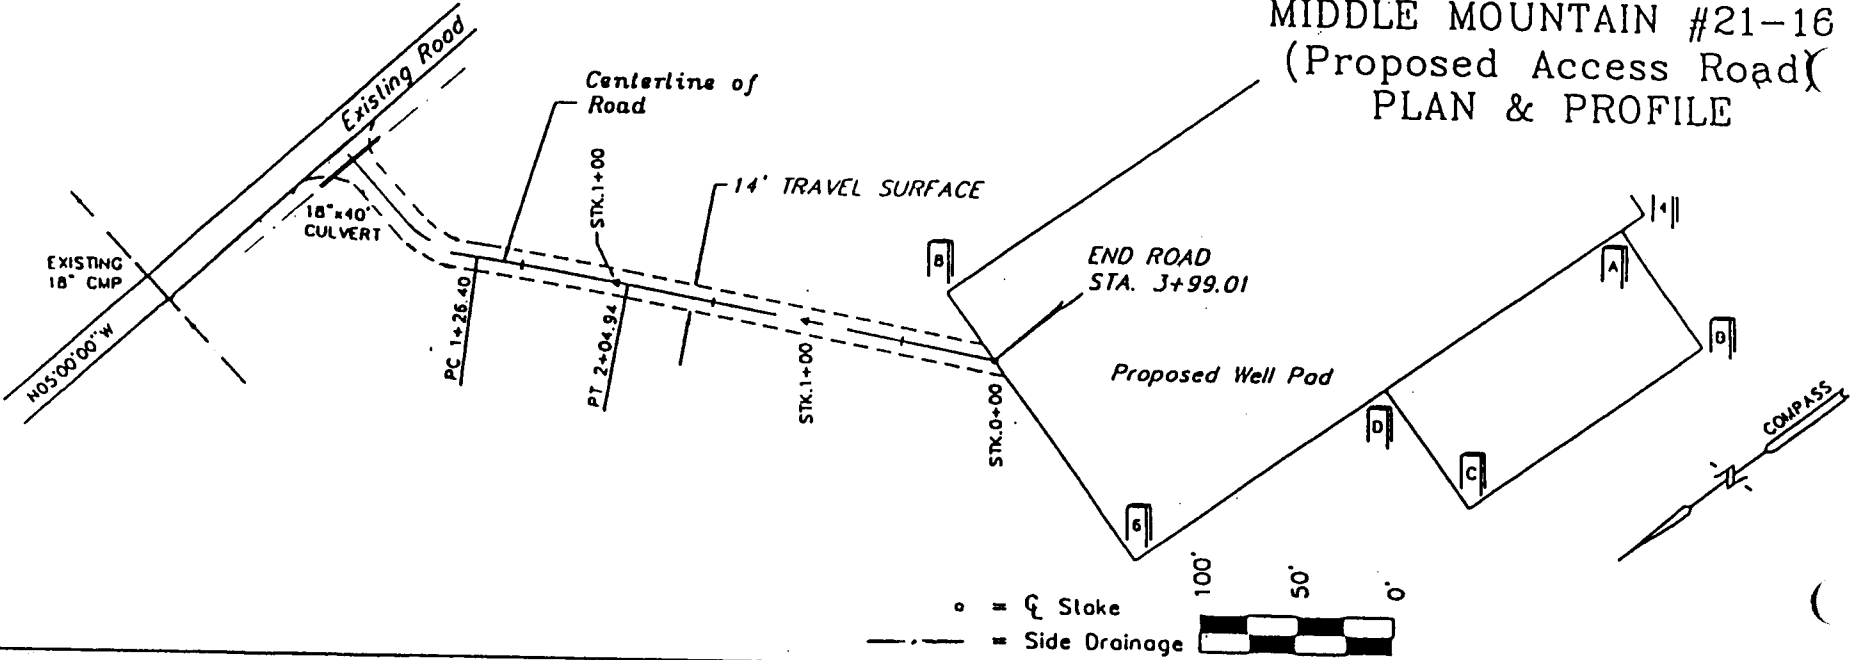 MIDDLE MOUNTAIN #21-16
(Proposed Access Road)
PLAN & PROFILE
Existing Road
Centerline of
Road
STK.1+00
14' TRAVEL SURFACE
18"x40'
CULVERT
EXISTING
18" CMP
N05°00'00"W
PC 1+26.40
PT 2+04.94
STK.1+00
STK.0+00
END ROAD
STA. 3+99.01
Proposed Well Pad
8
A
D
C
COMPASS
100'
50'
0'
= ℄ Stake
= Side Drainage